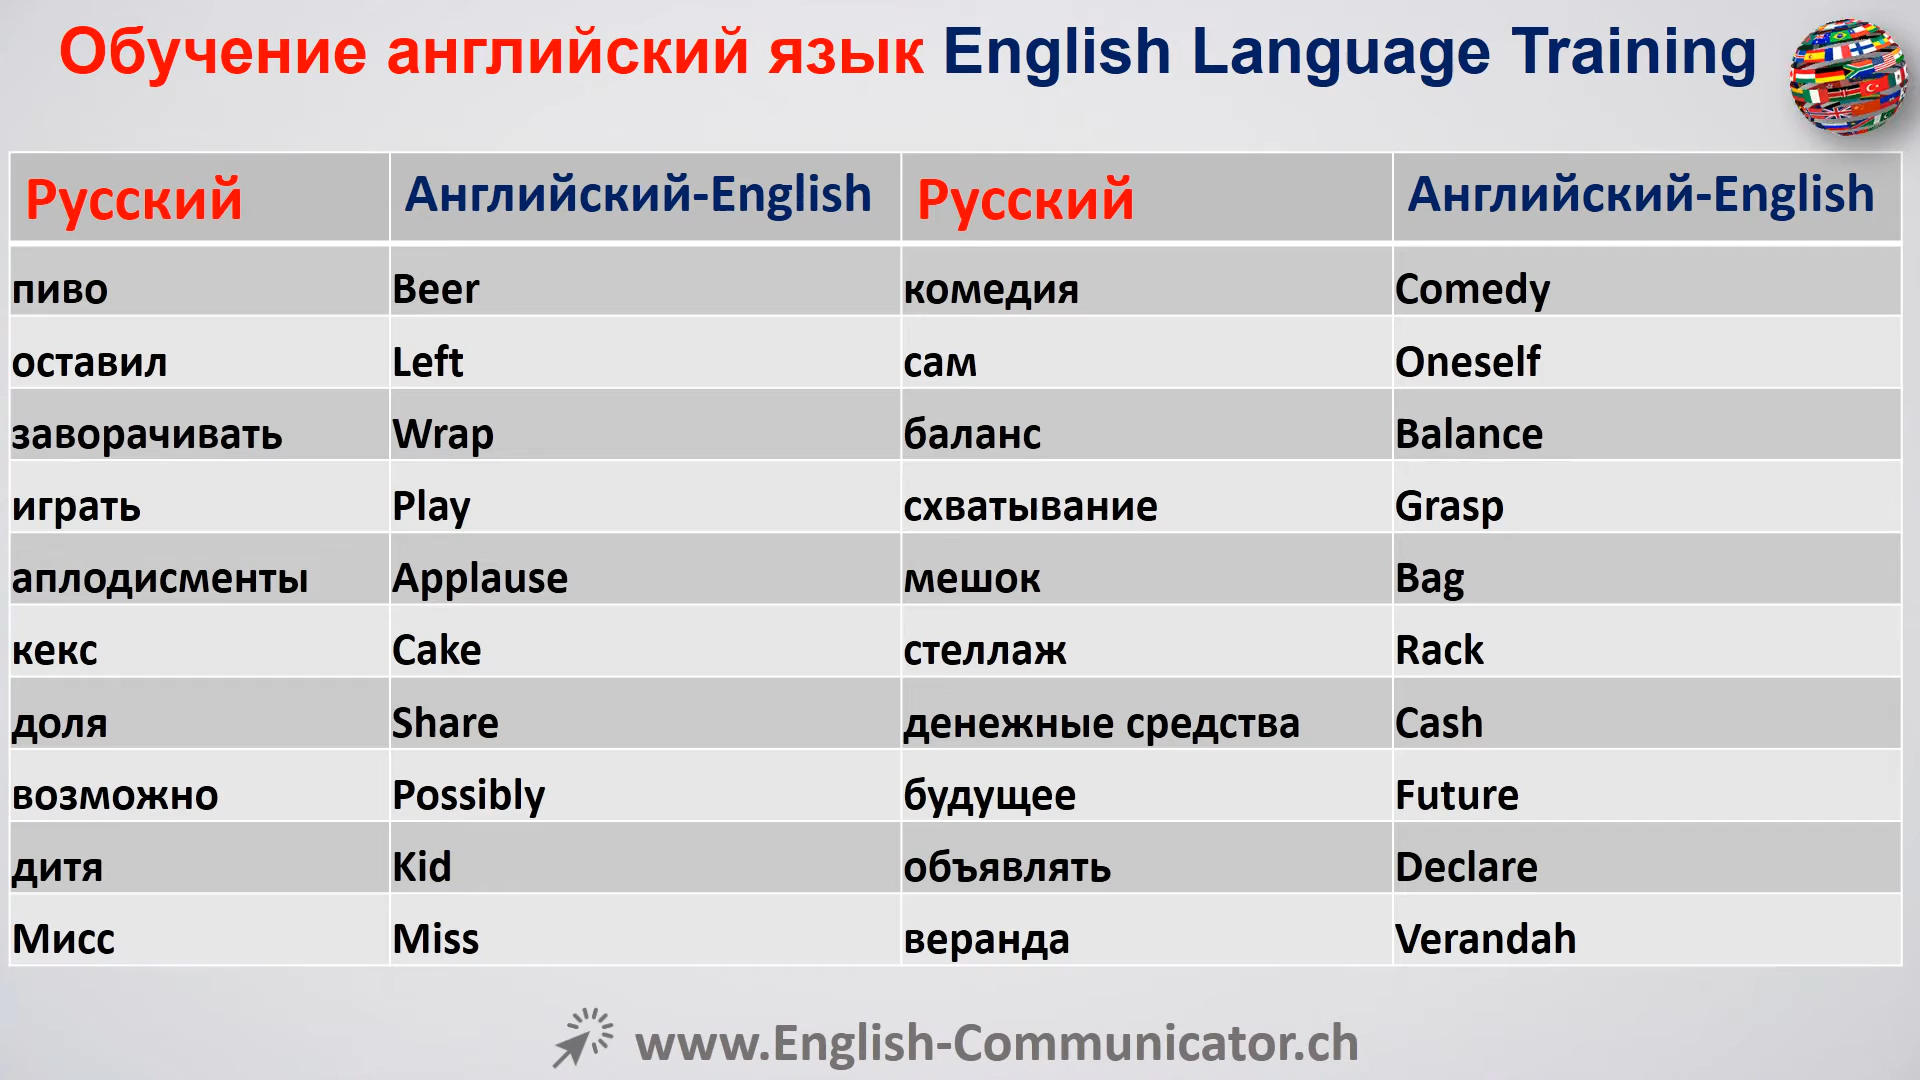 Обучение английский язык English Language Training
Русский Английский-English Русский Английский-English
пиво Beer комедия Comedy
оставил Left сам Oneself
заворачивать Wrap баланс Balance
играть Play схватывание Grasp
аплодисменты Applause мешок Bag
кекс Cake стеллаж Rack
доля Share денежные средства Cash
возможно Possibly будущее Future
дитя Kid объявлять Declare
Мисс Miss веранда Verandah
www.English-Communicator.ch